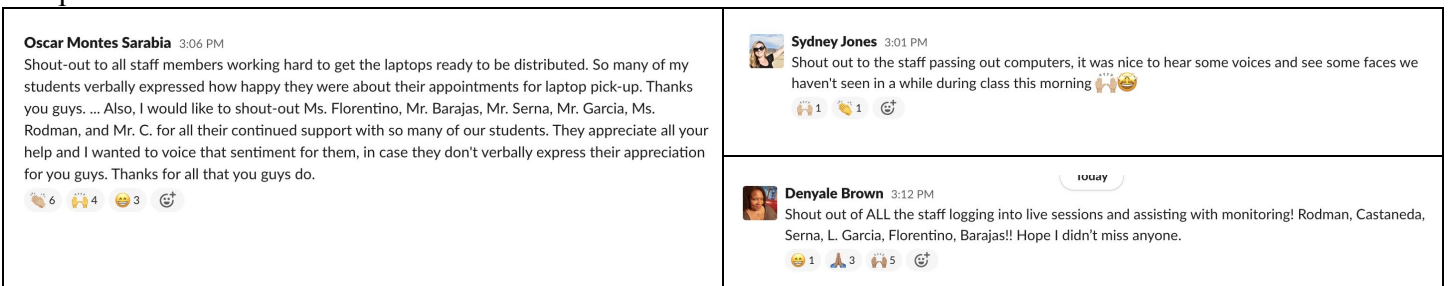 Oscar Montes Sarabia 3:06 PM
Shout-out to all staff members working hard to get the laptops ready to be distributed. So many of my
students verbally expressed how happy they were about their appointments for laptop pick-up. Thanks
you guys. ... Also, I would like to shout-out Ms. Florentino, Mr. Barajas, Mr. Serna, Mr. Garcia, Ms.
Rodman, and Mr. C. for all their continued support with so many of our students. They appreciate all your
help and I wanted to voice that sentiment for them, in case they don't verbally express their appreciation
for you guys. Thanks for all that you guys do.
6 4 3
Sydney Jones 3:01 PM
Shout out to the staff passing out computers, it was nice to hear some voices and see some faces we
haven't seen in a while during class this morning
1 1
Today
Denyale Brown 3:12 PM
Shout out of ALL the staff logging into live sessions and assisting with monitoring! Rodman, Castaneda,
Serna, L. Garcia, Florentino, Barajas!! Hope I didn't miss anyone.
1 3 5